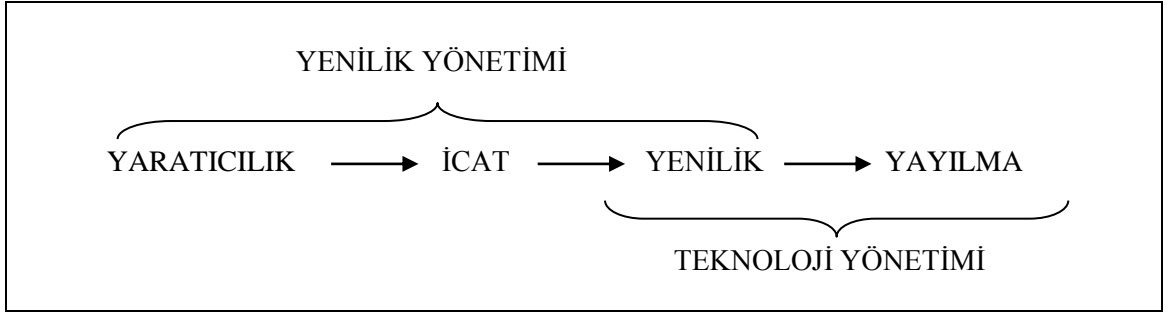 YENİLİK YÖNETİMİ
YARATICILIK İCAT YENİLİK YAYILMA
TEKNOLOJİ YÖNETİMİ